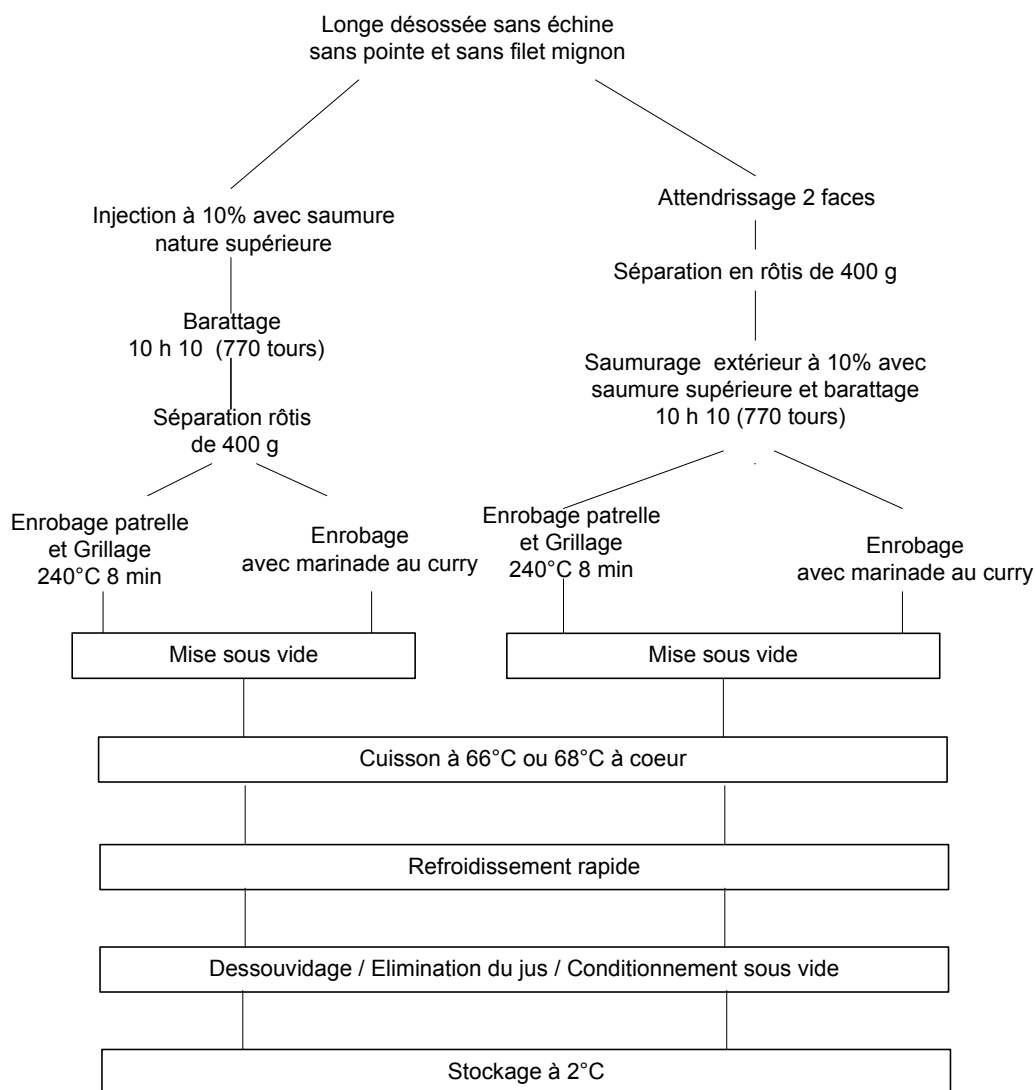 Longe désossée sans échine
sans pointe et sans filet mignon
Injection à 10% avec saumure
nature supérieure
Barattage
10 h 10 (770 tours)
Séparation rôtis
de 400 g
Enrobage patrelle
et Grillage
240°C 8 min
Enrobage
avec marinade au curry
Attendrissage 2 faces
Séparation en rôtis de 400 g
Saumurage extérieur à 10% avec
saumure supérieure et barattage
10 h 10 (770 tours)
Enrobage patrelle
et Grillage
240°C 8 min
Enrobage
avec marinade au curry
Mise sous vide
Mise sous vide
Cuisson à 66°C ou 68°C à coeur
Refroidissement rapide
Dessouvidage / Elimination du jus / Conditionnement sous vide
Stockage à 2°C